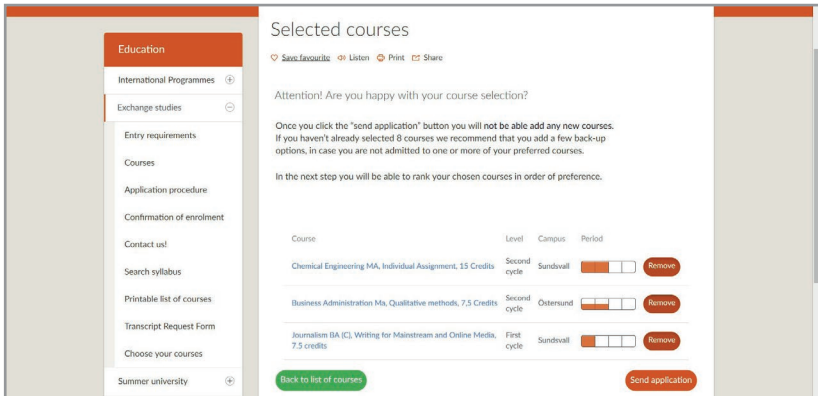 Education
International Programmes
Exchange studies
Entry requirements
Courses
Application procedure
Confirmation of enrolment
Contact us!
Search syllabus
Printable list of courses
Transcript Request Form
Choose your courses
Summer university
Selected courses
Save favourite Listen Print Share
Attention! Are you happy with your course selection?
Once you click the "send application" button you will not be able add any new courses.
If you haven't already selected 8 courses we recommend that you add a few back-up
options, in case you are not admitted to one or more of your preferred courses.
In the next step you will be able to rank your chosen courses in order of preference.
Course Level Campus Period
Chemical Engineering MA, Individual Assignment, 15 Credits Second cycle Sundsvall Remove
Business Administration Ma, Qualitative methods, 7.5 Credits Second cycle Östersund Remove
Journalism BA (C), Writing for Mainstream and Online Media, First
7.5 credits cycle Sundsvall Remove
Back to list of courses Send application